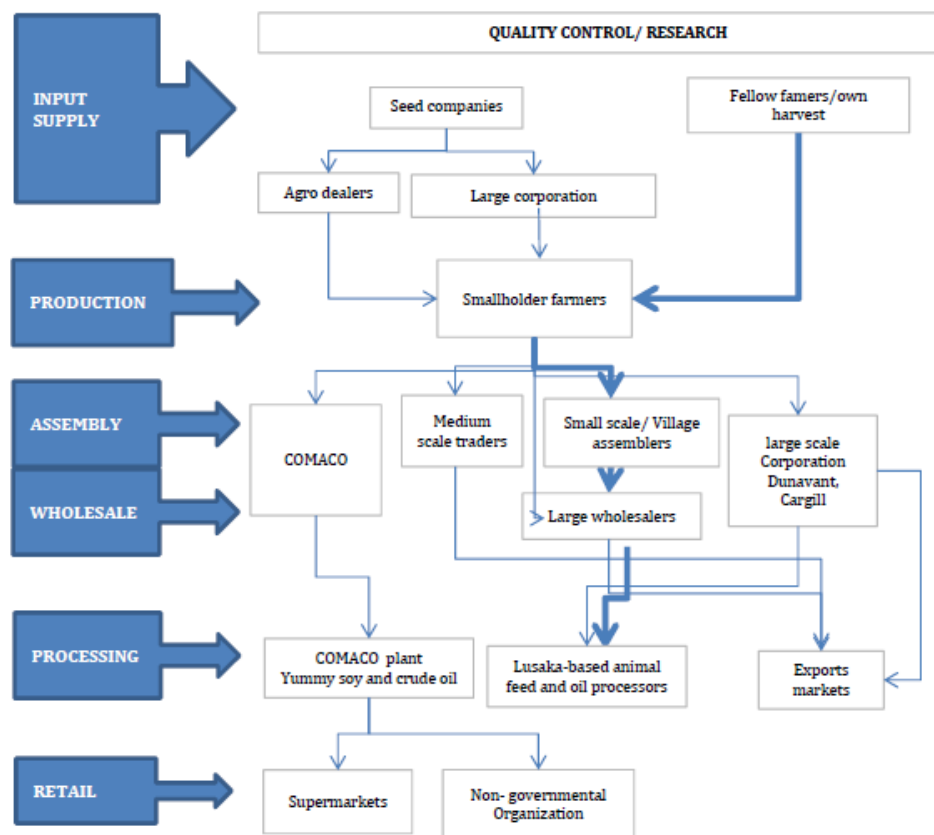 QUALITY CONTROL/ RESEARCH
INPUT
SUPPLY
Seed companies
Fellow famers/own
harvest
Agro dealers
Large corporation
PRODUCTION
Smallholder farmers
ASSEMBLY
COMACO
Medium
scale traders
Small scale/ Village
assemblers
large scale
Corporation
Dunavant,
Cargill
WHOLESALE
Large wholesalers
PROCESSING
COMACO plant
Yummy soy and crude oil
Lusaka-based animal
feed and oil processors
Exports
markets
RETAIL
Supermarkets
Non- governmental
Organization